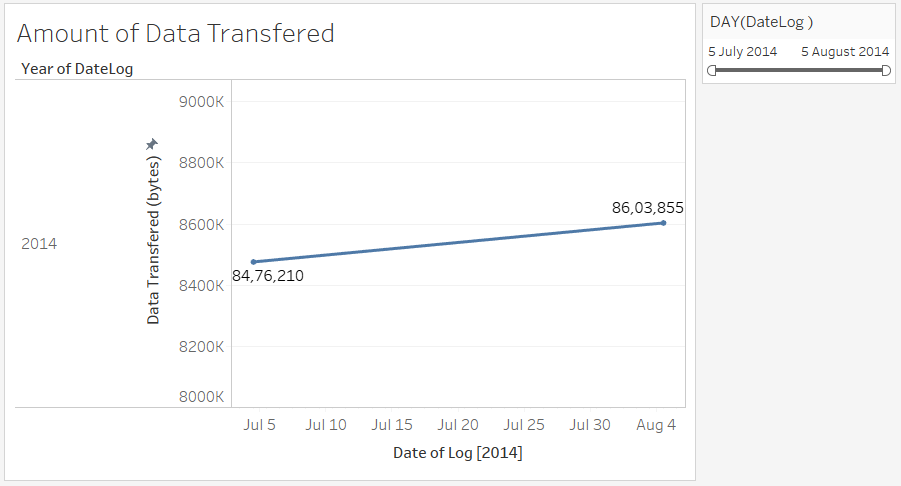 Amount of Data Transfered
Year of DateLog
2014
Data Transfered (bytes)
9000K
8800K
8600K
8400K
8200K
8000K
86,03,855
84,76,210
Jul 5 Jul 10 Jul 15 Jul 20 Jul 25 Jul 30 Aug 4
Date of Log [2014]
DAY(DateLog )
5 July 2014 5 August 2014